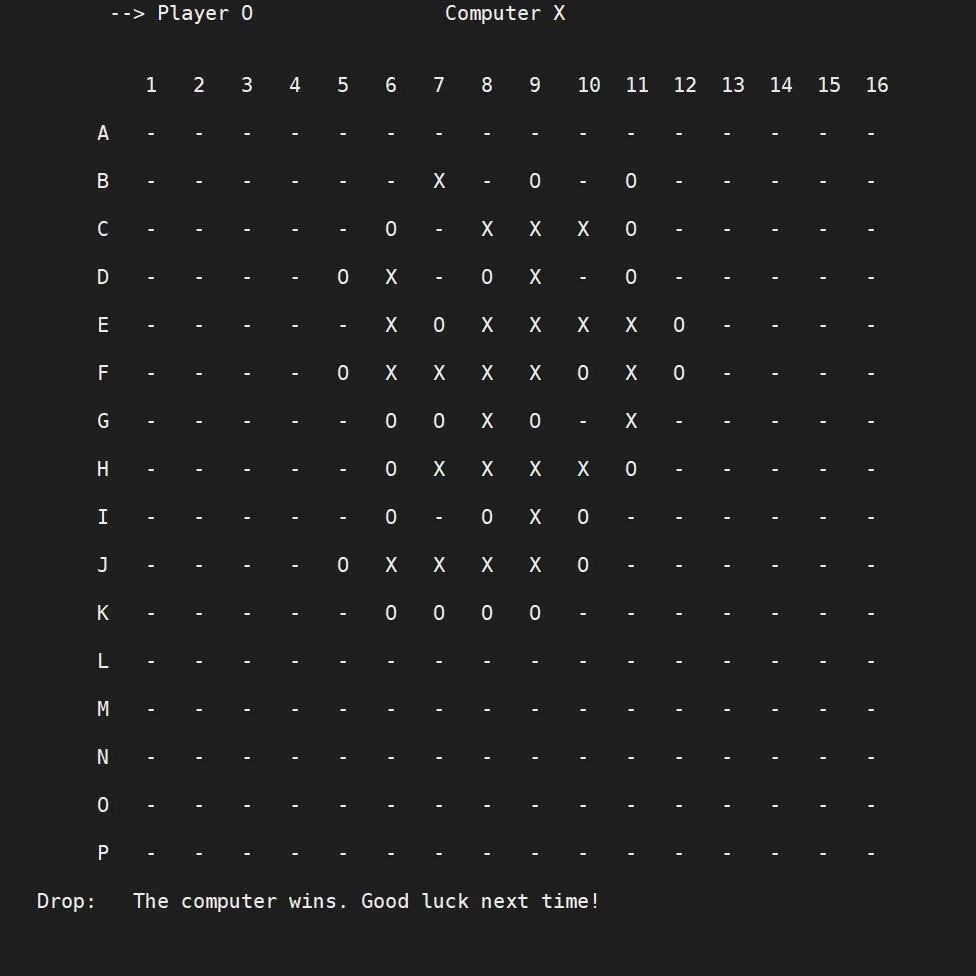 --> Player O                Computer X
1   2   3   4   5   6   7   8   9   10  11  12  13  14  15  16
A   -   -   -   -   -   -   -   -   -   -   -   -   -   -   -   -
B   -   -   -   -   -   -   X   -   O   -   O   -   -   -   -   -
C   -   -   -   -   -   O   -   X   X   X   O   -   -   -   -   -
D   -   -   -   -   O   X   -   O   X   -   O   -   -   -   -   -
E   -   -   -   -   -   X   O   X   X   X   X   O   -   -   -   -
F   -   -   -   -   O   X   X   X   X   O   X   O   -   -   -   -
G   -   -   -   -   -   O   O   X   O   -   X   -   -   -   -   -
H   -   -   -   -   -   O   X   X   X   X   O   -   -   -   -   -
I   -   -   -   -   -   O   -   O   X   O   -   -   -   -   -   -
J   -   -   -   -   O   X   X   X   X   O   -   -   -   -   -   -
K   -   -   -   -   -   O   O   O   O   -   -   -   -   -   -   -
L   -   -   -   -   -   -   -   -   -   -   -   -   -   -   -   -
M   -   -   -   -   -   -   -   -   -   -   -   -   -   -   -   -
N   -   -   -   -   -   -   -   -   -   -   -   -   -   -   -   -
O   -   -   -   -   -   -   -   -   -   -   -   -   -   -   -   -
P   -   -   -   -   -   -   -   -   -   -   -   -   -   -   -   -
Drop:   The computer wins. Good luck next time!